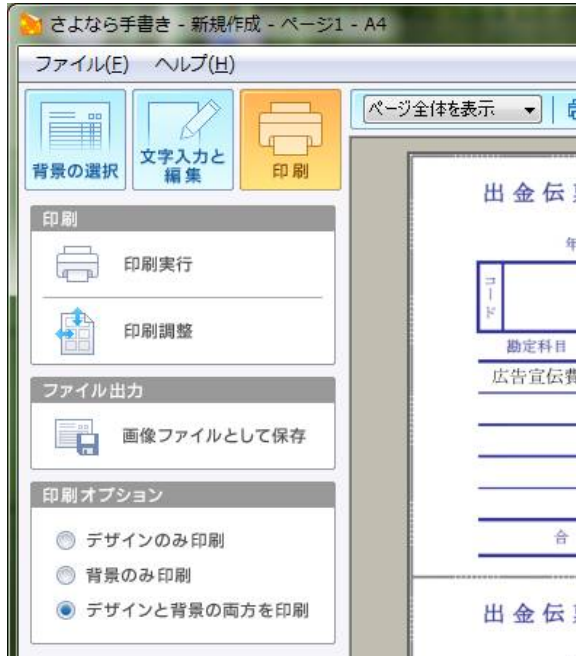 さよなら手書き - 新規作成 - ページ1 - A4
ファイル(F) ヘルプ(H)
背景の選択
文字入力と
編集
印刷
ページ全体を表示
印刷
印刷実行
印刷調整
ファイル出力
画像ファイルとして保存
印刷オプション
デザインのみ印刷
背景のみ印刷
デザインと背景の両方を印刷
出金伝
年
コード
勘定科目
広告宣伝費
合
出金伝